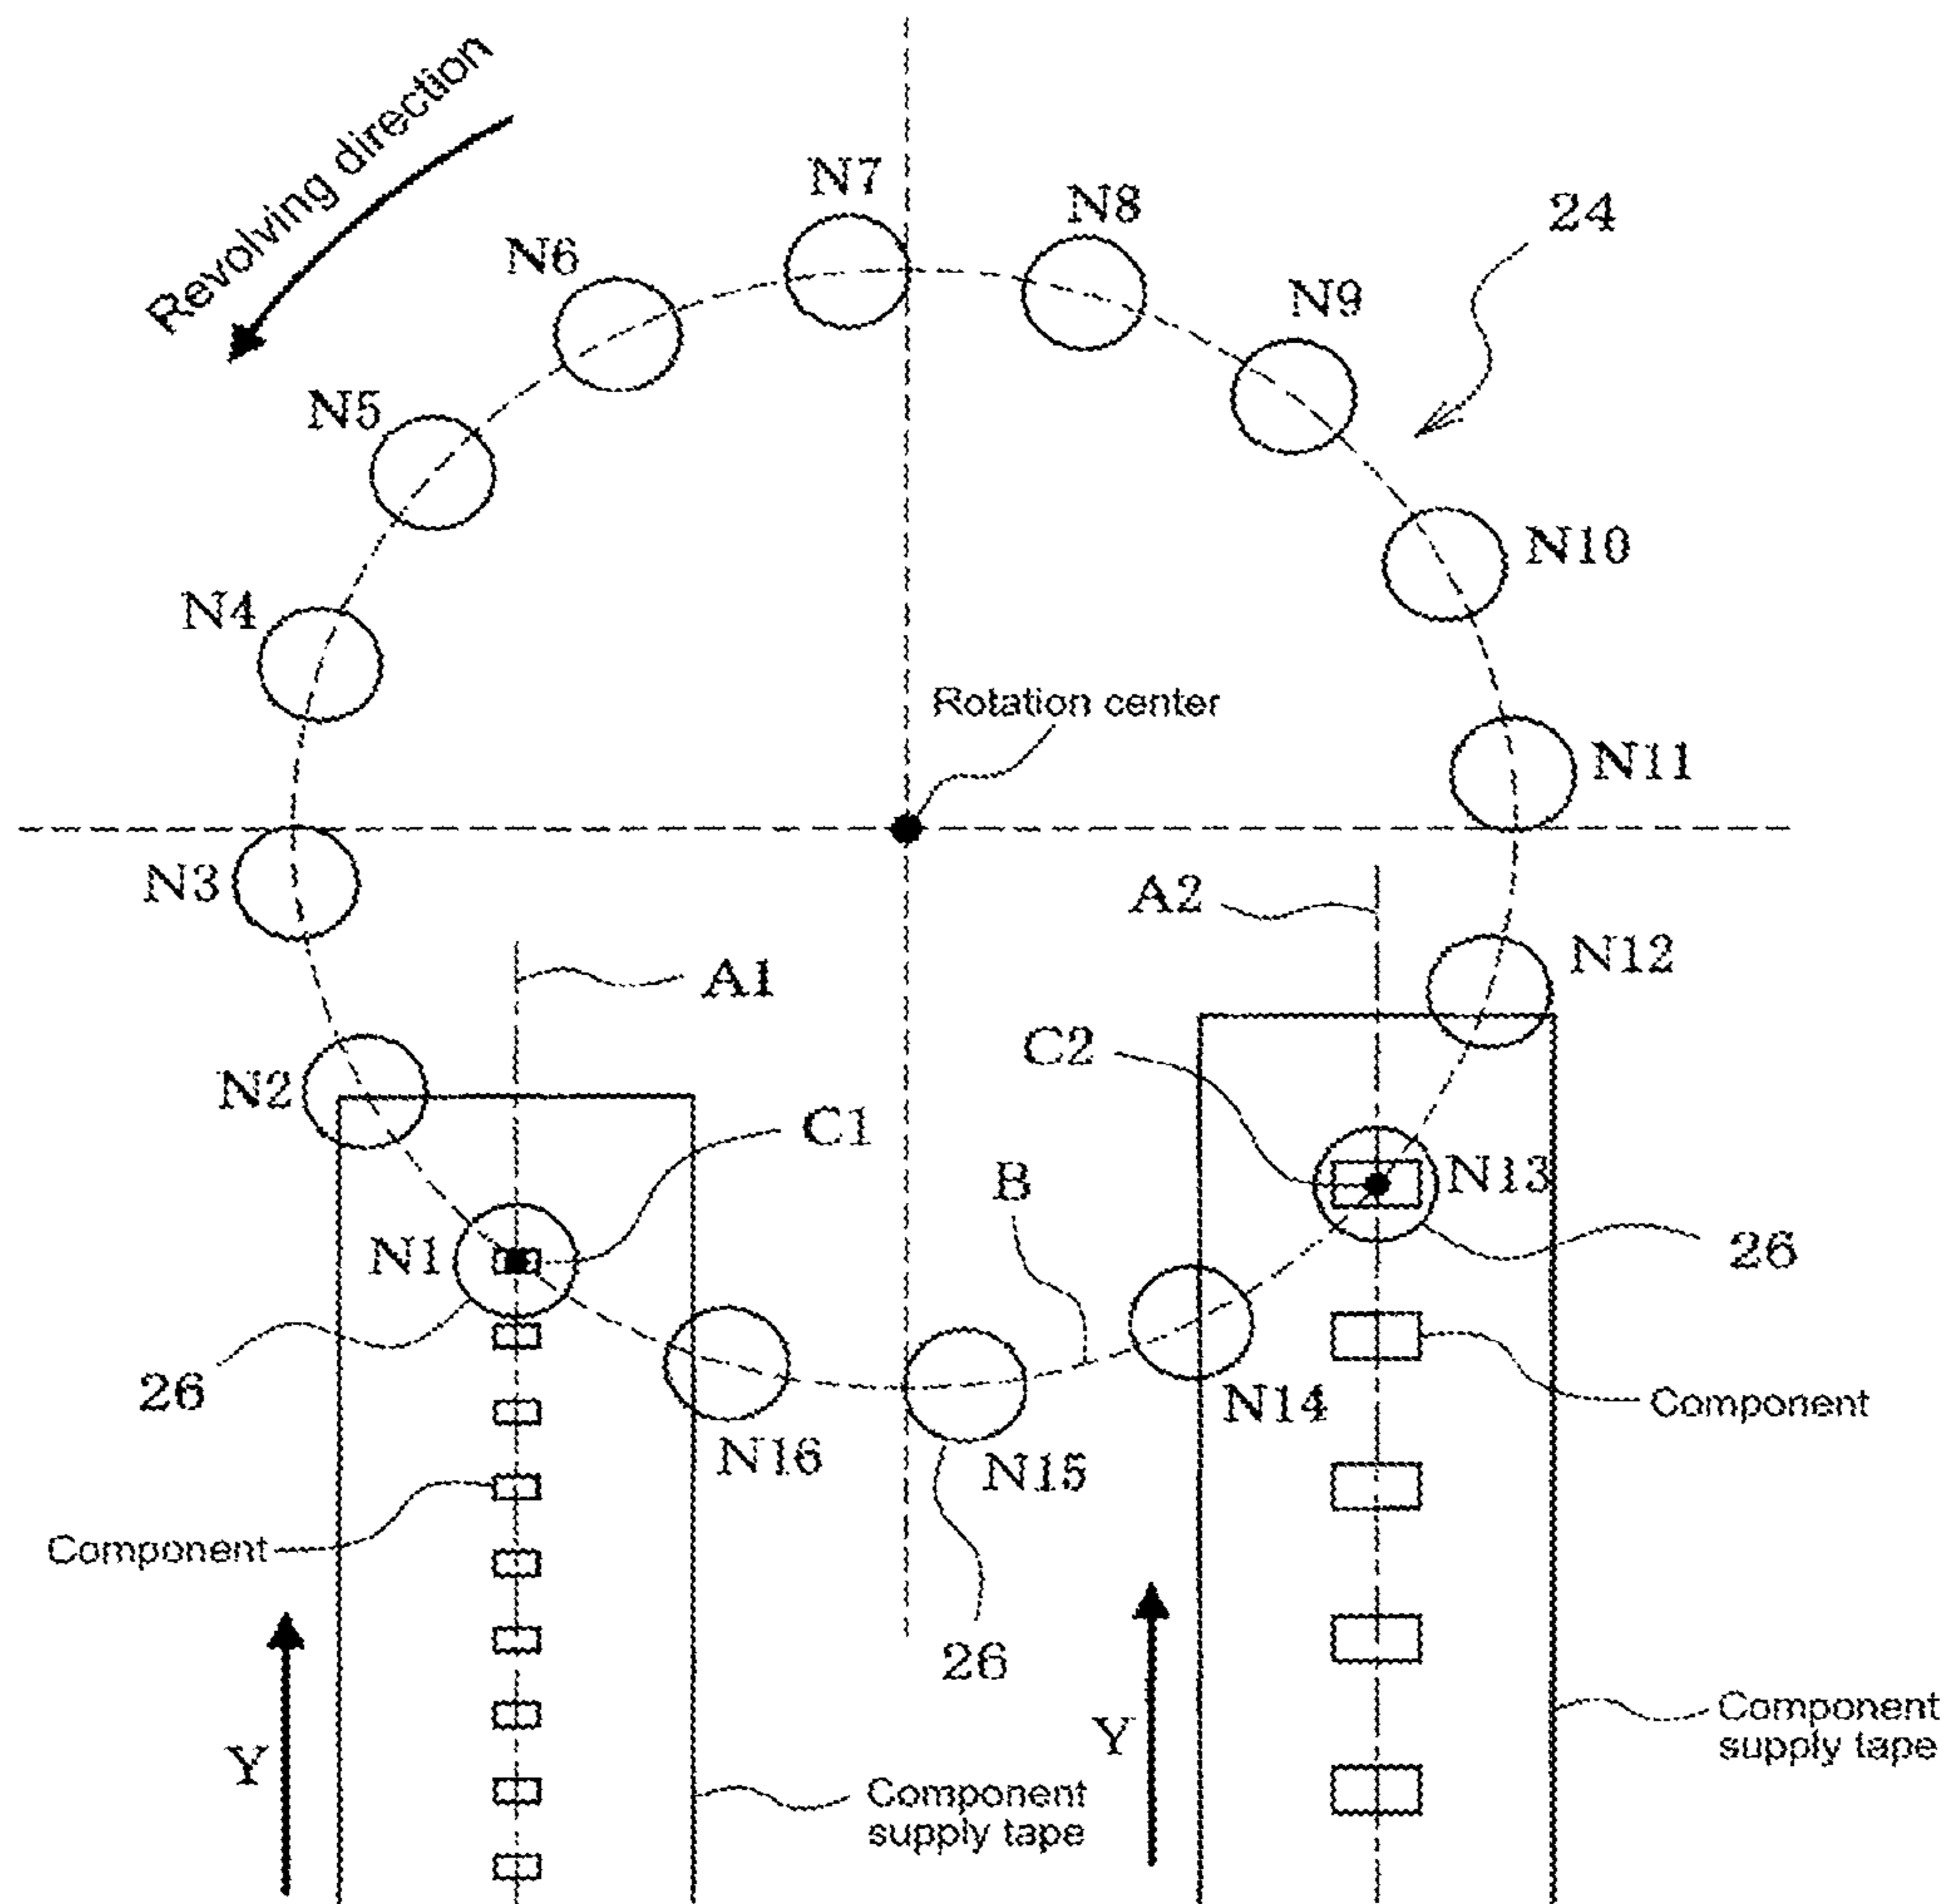 Revolving direction
N7
N8
24
N6
N9
N5
N10
N4
Rotation center
N11
N3
A2
N12
A1
C2
N2
C1
B
N13
N1
26
26
N14
Component
N16
N15
Component
26
Y
Y
Component
supply tape
Component
supply tape